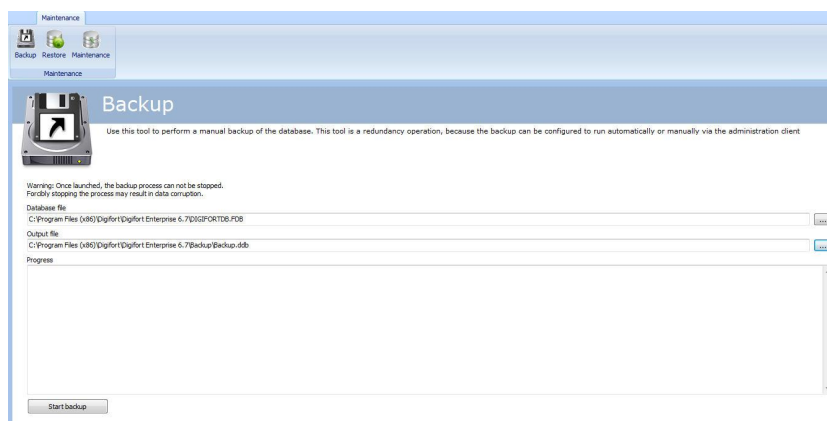 Maintenance
Backup Restore Maintenance
Maintenance
Backup
Use this tool to perform a manual backup of the database. This tool is a redundancy operation, because the backup can be configured to run automatically or manually via the administration client
Warning: Once launched, the backup process can not be stopped.
Forcibly stopping the process may result in data corruption.
Database file
C:\Program Files (x86)\Digifort\Digifort Enterprise 6.7\DIGIFORTDB.FDB
...
Output file
C:\Program Files (x86)\Digifort\Digifort Enterprise 6.7\Backup\Backup.ddb
...
Progress
Start backup